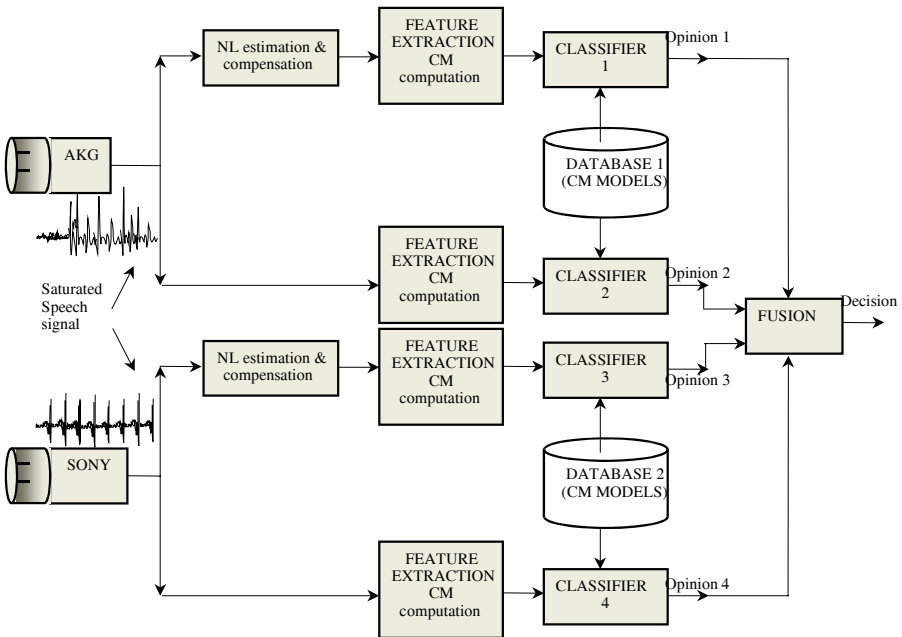 NL estimation &
compensation
FEATURE
EXTRACTION
CM
computation
CLASSIFIER
1
Opinion 1
AKG
DATABASE 1
(CM MODELS)
FEATURE
EXTRACTION
CM
computation
CLASSIFIER
2
Opinion 2
Saturated
Speech
signal
FUSION
Decision
NL estimation &
compensation
FEATURE
EXTRACTION
CM
computation
CLASSIFIER
3
Opinion 3
SONY
DATABASE 2
(CM MODELS)
FEATURE
EXTRACTION
CM
computation
CLASSIFIER
4
Opinion 4